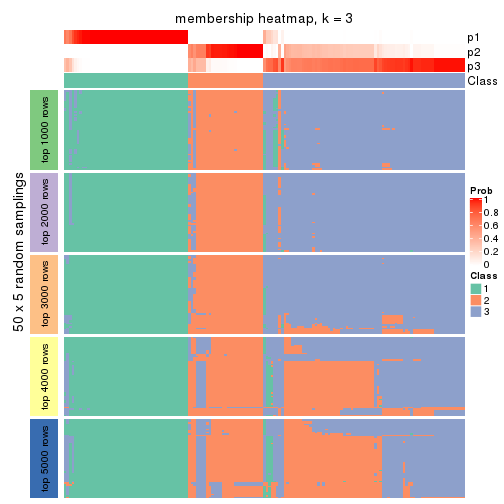 membership heatmap, k = 3
p1
p2
p3
Class
50 x 5 random samplings
top 1000 rows
top 2000 rows
top 3000 rows
top 4000 rows
top 5000 rows
Prob
1
0.8
0.6
0.4
0.2
0
Class
1
2
3